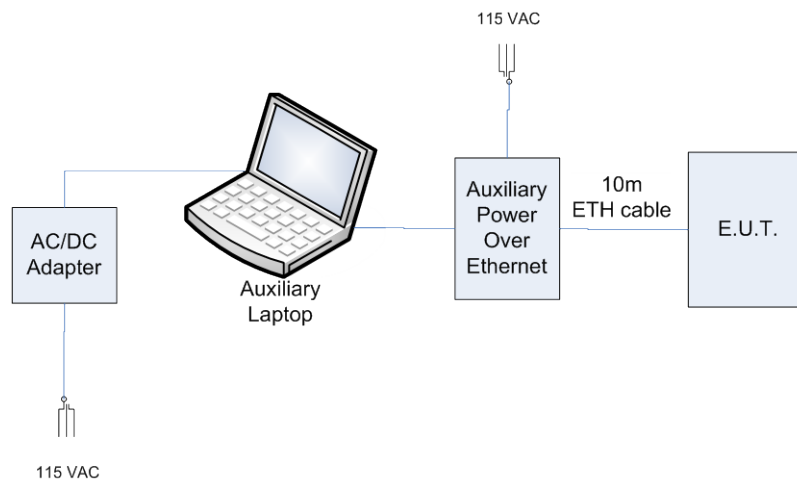 115 VAC
AC/DC
Adapter
Auxiliary
Laptop
Auxiliary
Power
Over
Ethernet
10m
ETH cable
E.U.T.
115 VAC